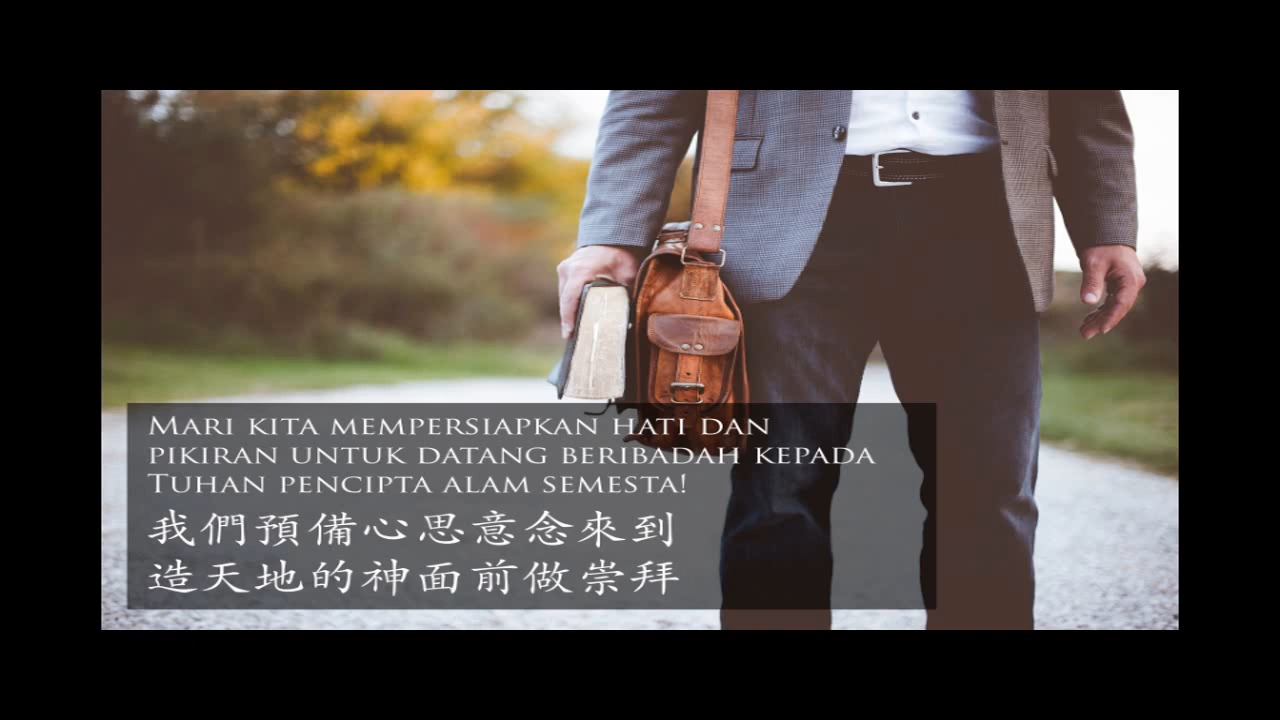 Mari kita mempersiapkan hati dan
pikiran untuk datang beribadah kepada
Tuhan pencipta alam semesta!
我們預備心思意念來到
造天地的神面前做崇拜